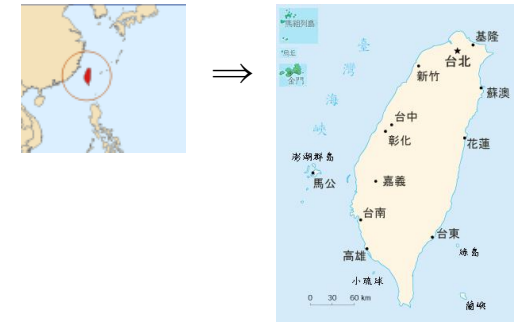 馬祖列島
烏坵
金門
臺灣海峽
基隆
台北
新竹
蘇澳
台中
彰化
花蓮
澎湖群島
馬公
嘉義
台南
台東
綠島
高雄
小琉球
蘭嶼
0 30 60 km
⇒